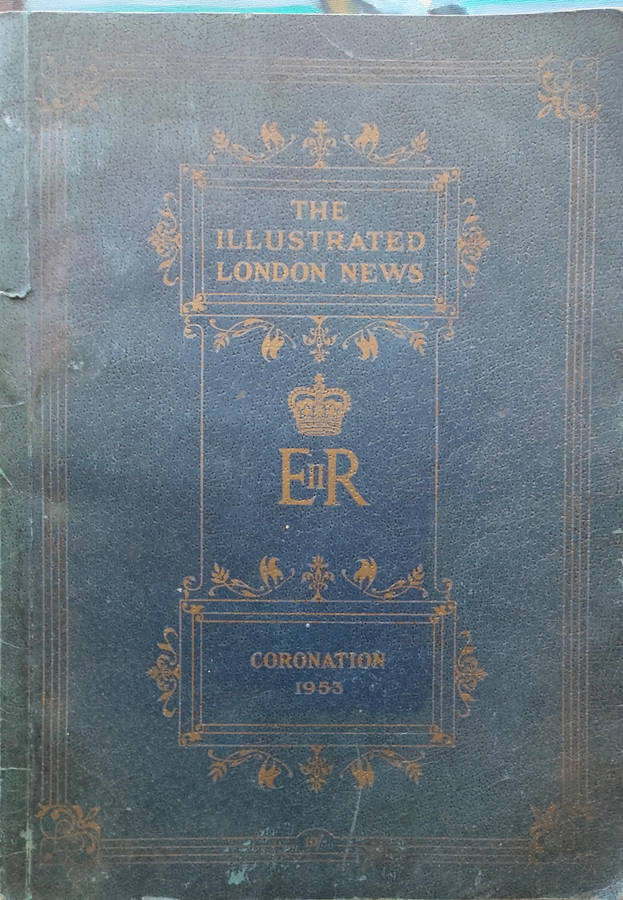 THE
ILLUSTRATED
LONDON NEWS
EIIR
CORONATION
1953